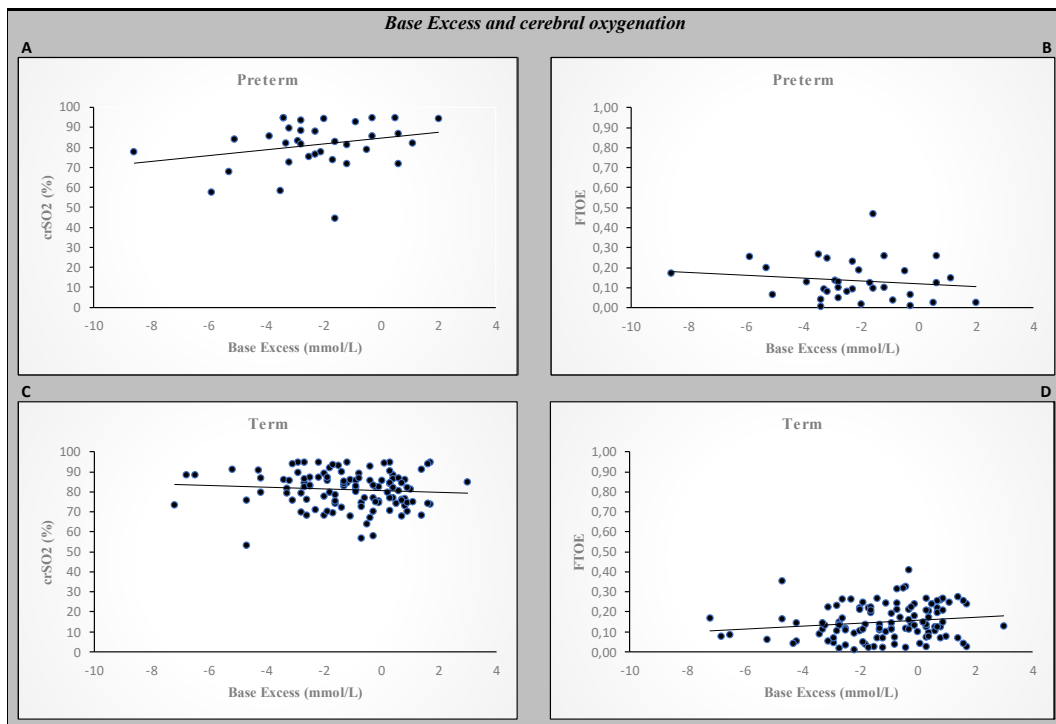 Base Excess and cerebral oxygenation
A
Preterm
crSO2 (%)
100
90
80
70
60
50
40
30
20
10
0
-10 -8 -6 -4 -2 0 2 4
Base Excess (mmol/L)
B
Preterm
FTOE
1,00
0,90
0,80
0,70
0,60
0,50
0,40
0,30
0,20
0,10
0,00
-10 -8 -6 -4 -2 0 2 4
Base Excess (mmol/L)
C
Term
crSO2 (%)
100
90
80
70
60
50
40
30
20
10
0
-10 -8 -6 -4 -2 0 2 4
Base Excess (mmol/L)
D
Term
FTOE
1,00
0,90
0,80
0,70
0,60
0,50
0,40
0,30
0,20
0,10
0,00
-10 -8 -6 -4 -2 0 2 4
Base Excess (mmol/L)